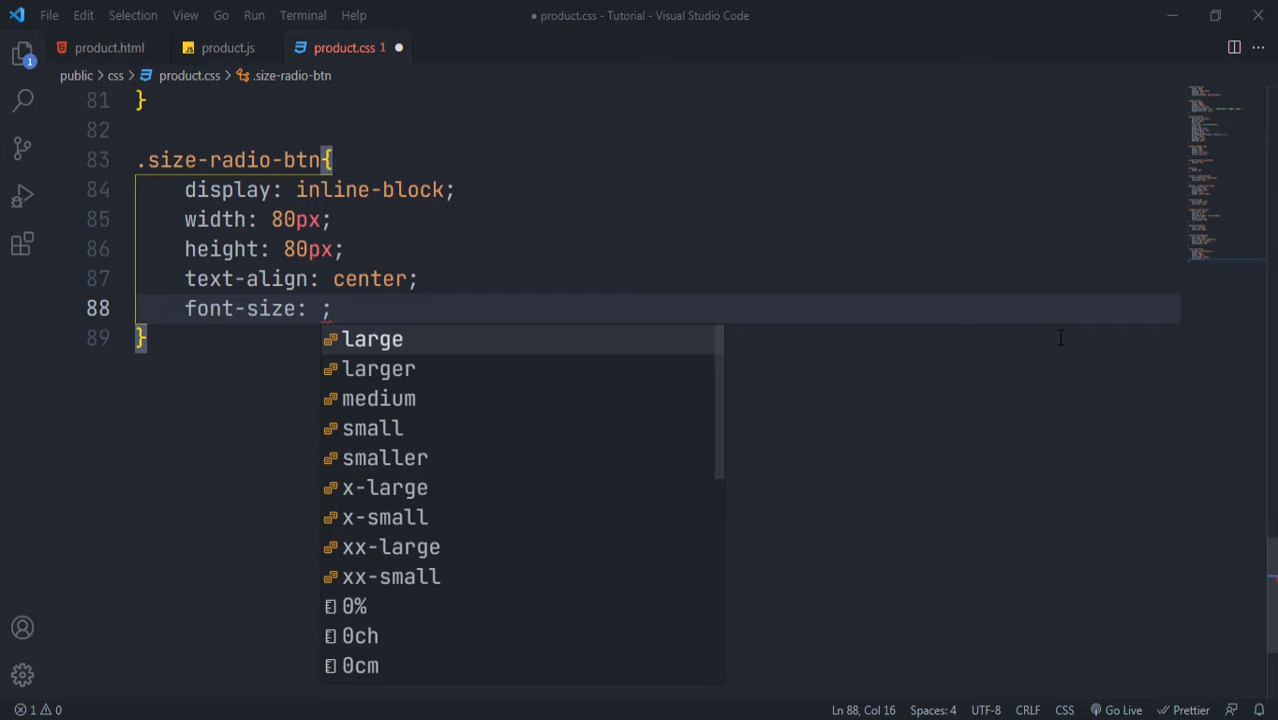 File Edit Selection View Go Run Terminal Help ● product.css - Tutorial - Visual Studio Code
product.html product.js product.css 1
public > css > product.css > .size-radio-btn
81 }
82
83 .size-radio-btn{
84 display: inline-block;
85 width: 80px;
86 height: 80px;
87 text-align: center;
88 font-size: ;
89 }
large
larger
medium
small
smaller
x-large
x-small
xx-large
xx-small
0%
0ch
0cm
1
1 0 Ln 88, Col 16 Spaces: 4 UTF-8 CRLF CSS Go Live Prettier